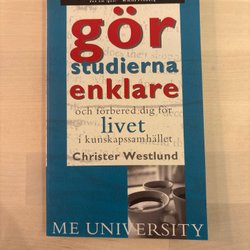 gör
studierna
enklare
och förbered dig för
livet
i kunskapssamhället
Christer Westlund
ME UNIVERSITY